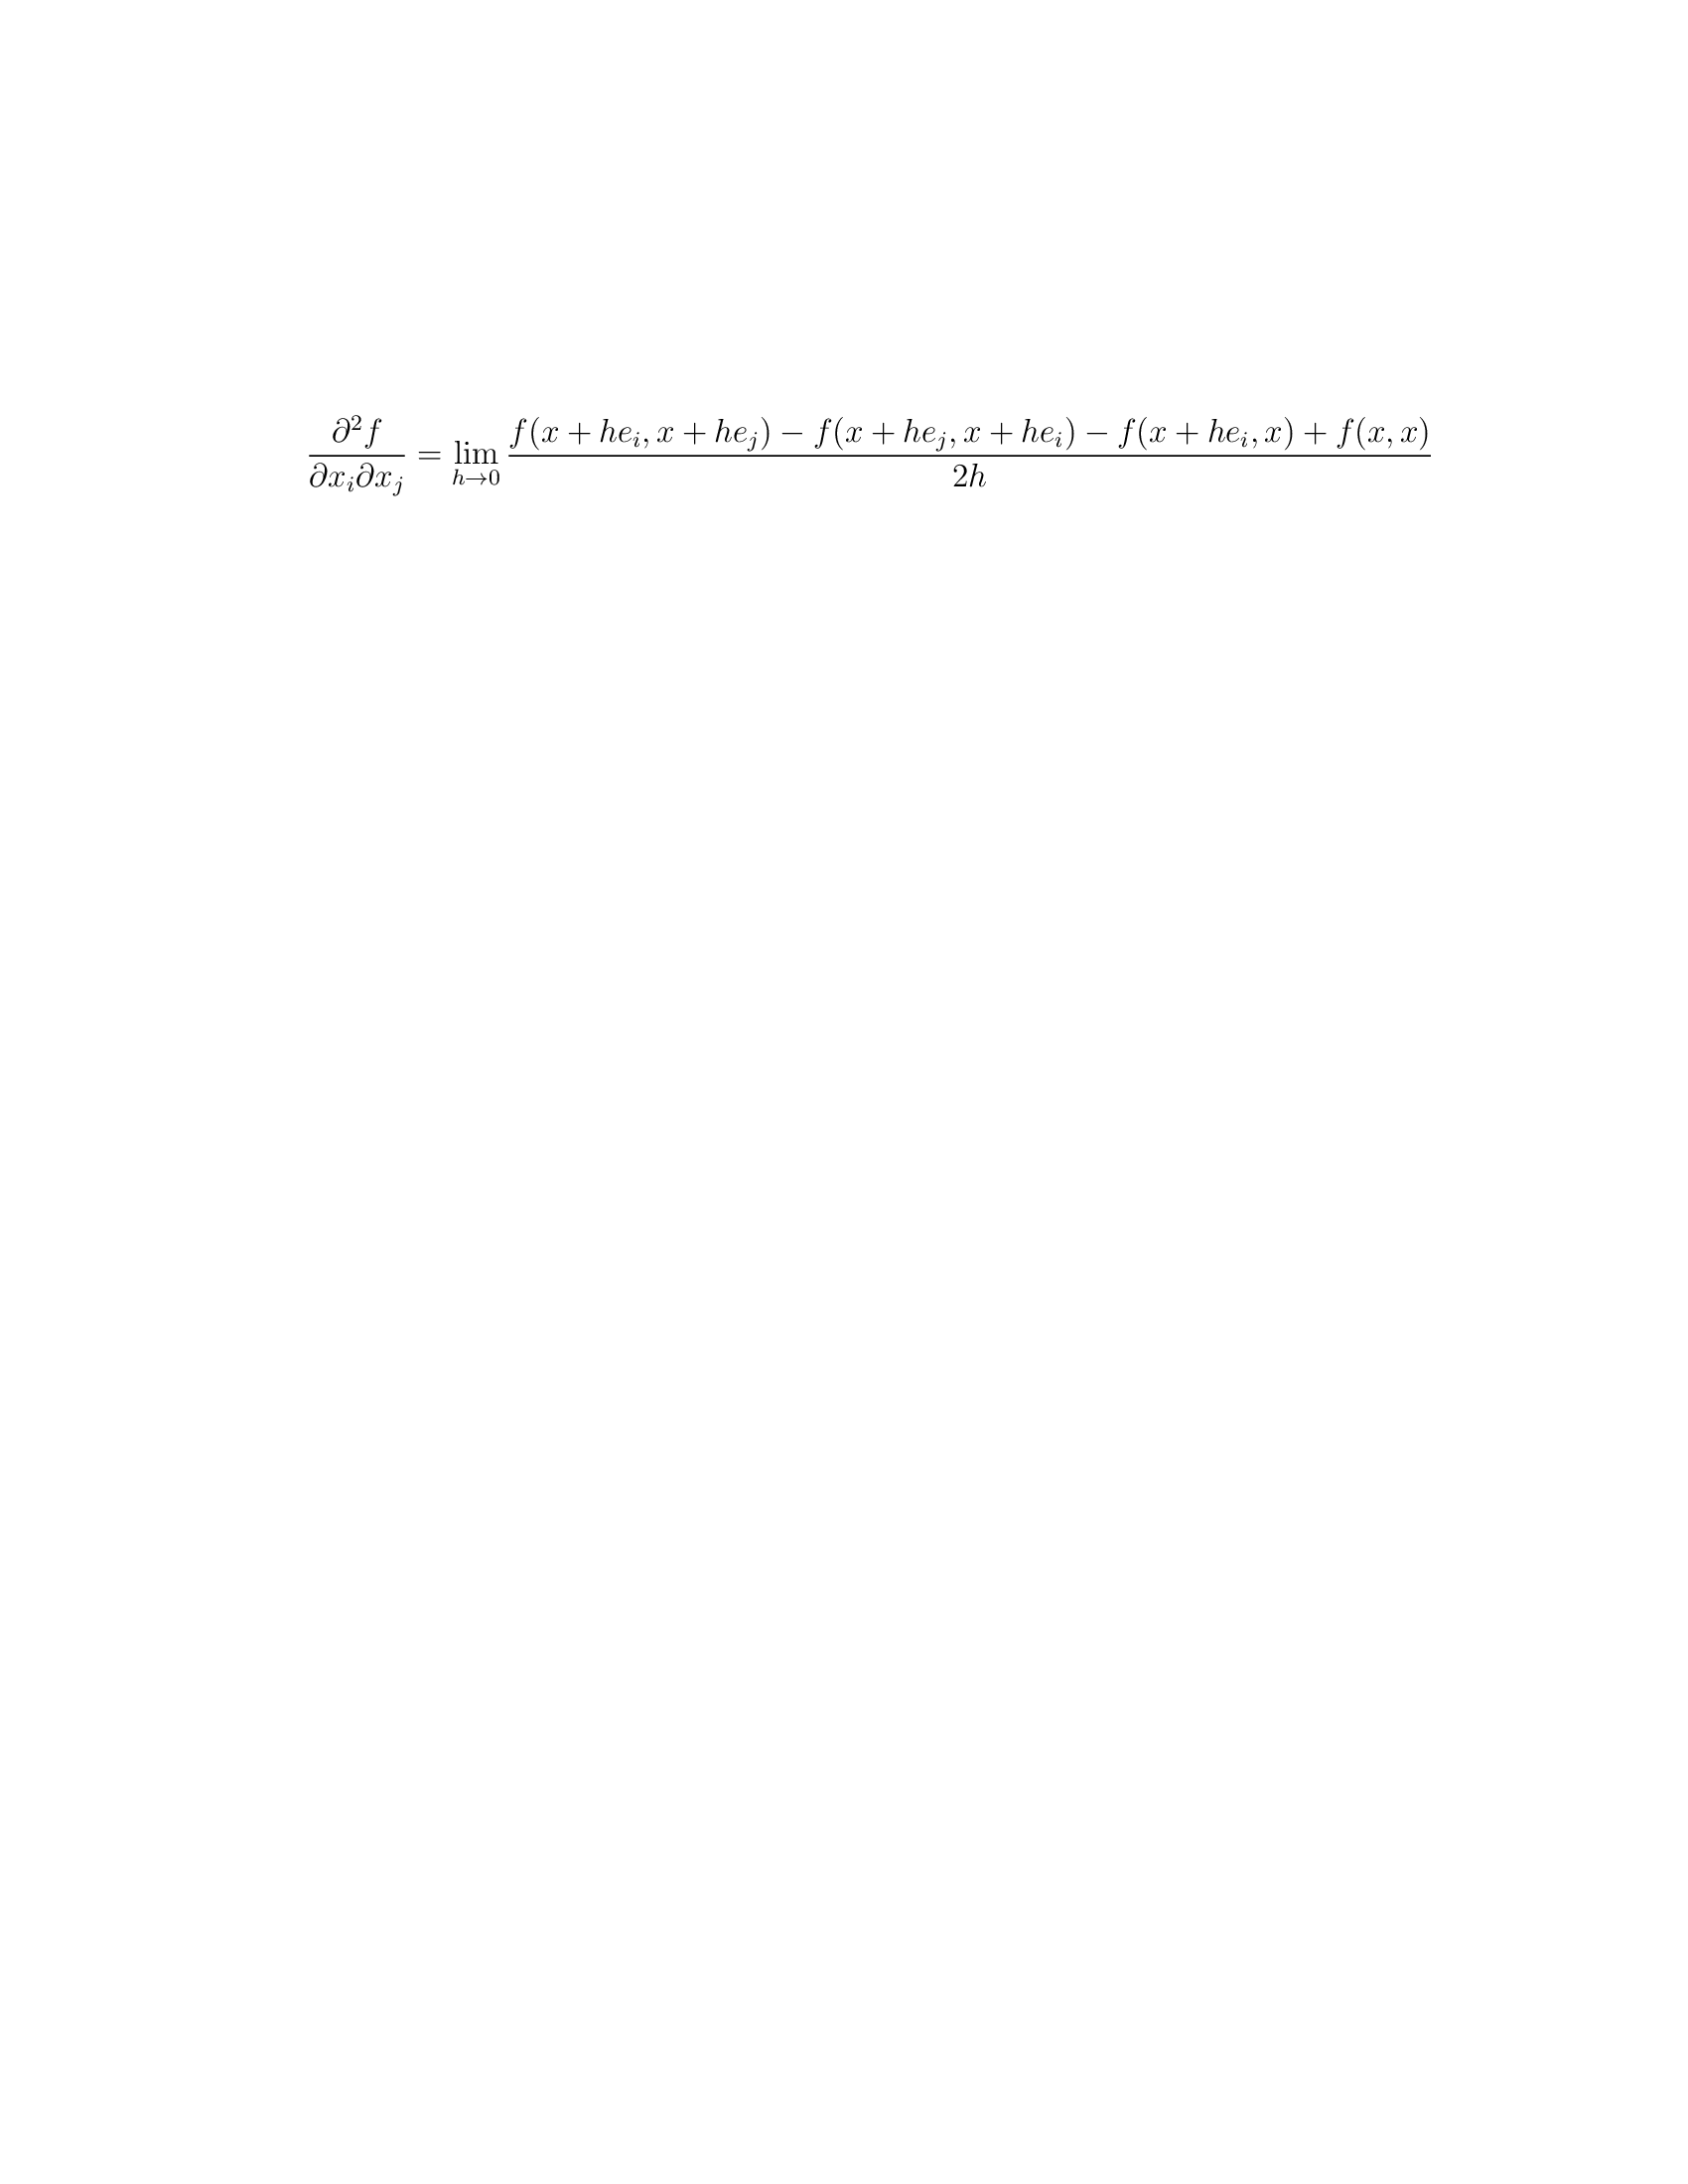 \frac{\partial^2 f}{\partial x_i \partial x_j} = \lim_{h \to 0} \frac{f(x + he_i, x + he_j) - f(x + he_j, x + he_i) - f(x + he_i, x) + f(x, x)}{2h}